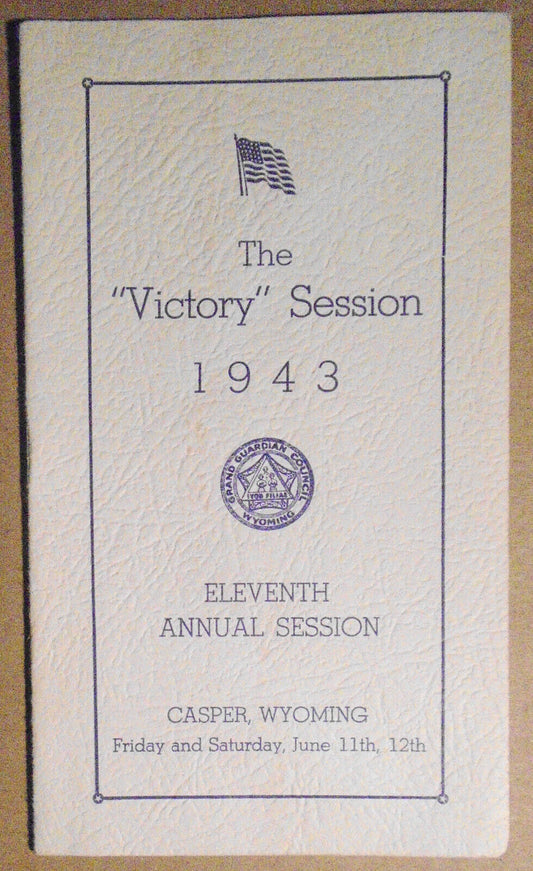 The
"Victory" Session
1943
GRAND GUARDIAN COUNCIL
IYOB FILIAE
WYOMING
ELEVENTH
ANNUAL SESSION
CASPER, WYOMING
Friday and Saturday, June 11th, 12th